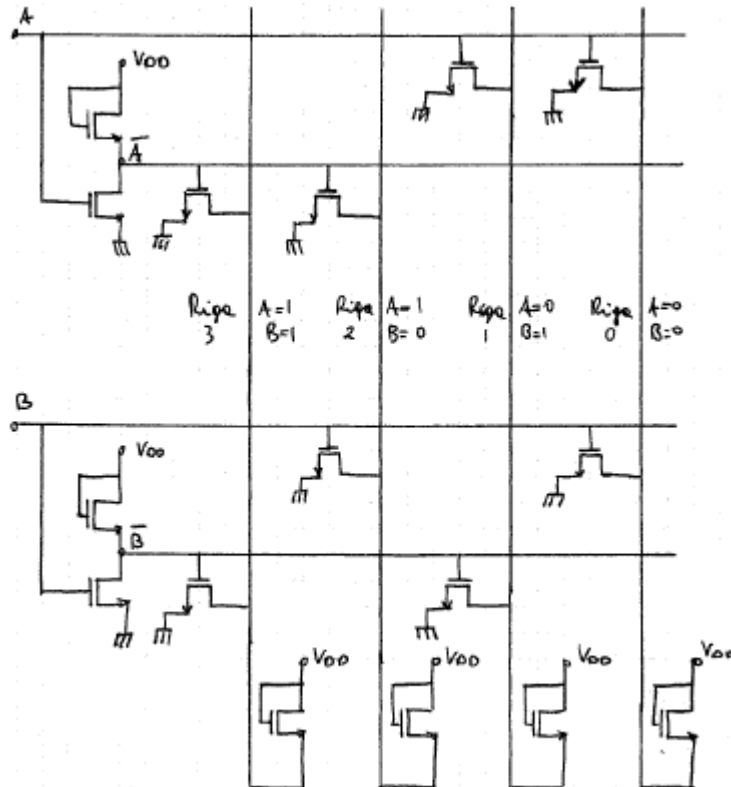 A
VDD
A̅
Riga 3
A=1 B=1
Riga 2
A=1 B=0
Riga 1
A=0 B=1
Riga 0
A=0 B=0
B
VDD
B̅
VDD
VDD
VDD
VDD